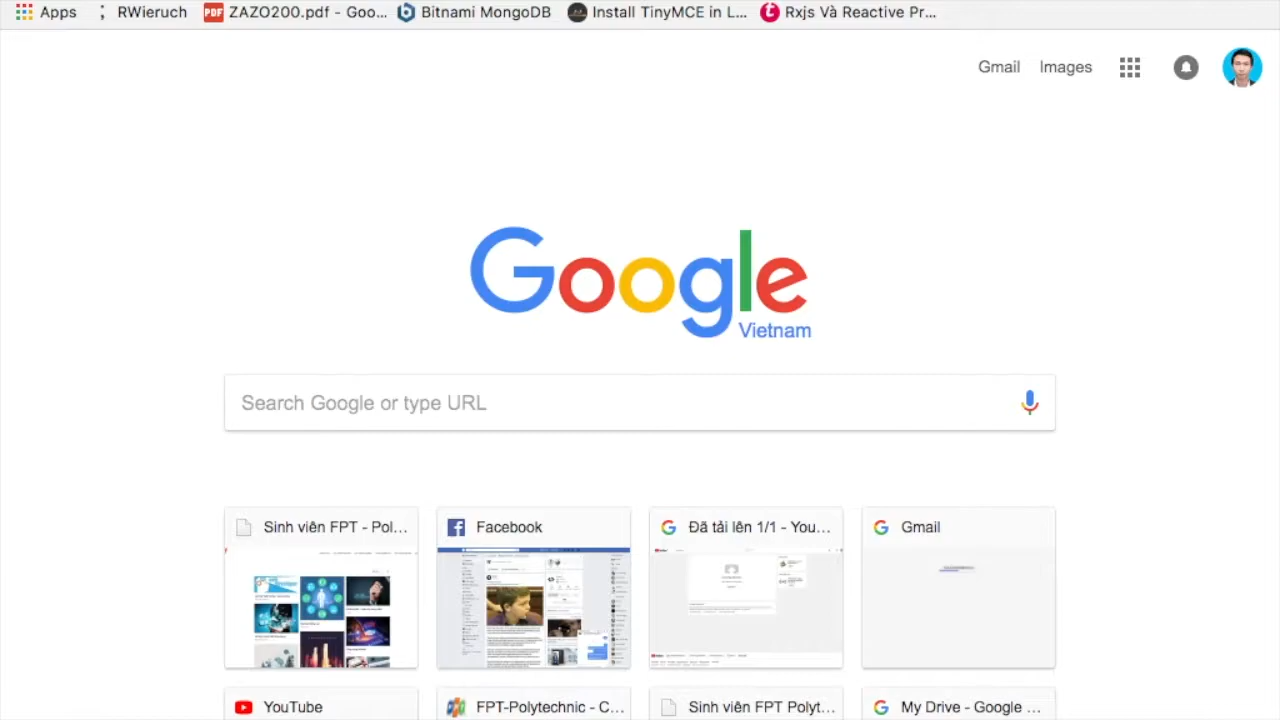 Apps
RWieruch
PDF
ZAZO200.pdf - Goo...
Bitnami MongoDB
Install TinyMCE in L...
Rxjs Và Reactive Pr...
Gmail
Images
Google
Vietnam
Search Google or type URL
Sinh viên FPT - Pol...
Facebook
Đã tải lên 1/1 - You...
Gmail
YouTube
FPT-Polytechnic - C...
Sinh viên FPT Polyt...
My Drive - Google ...